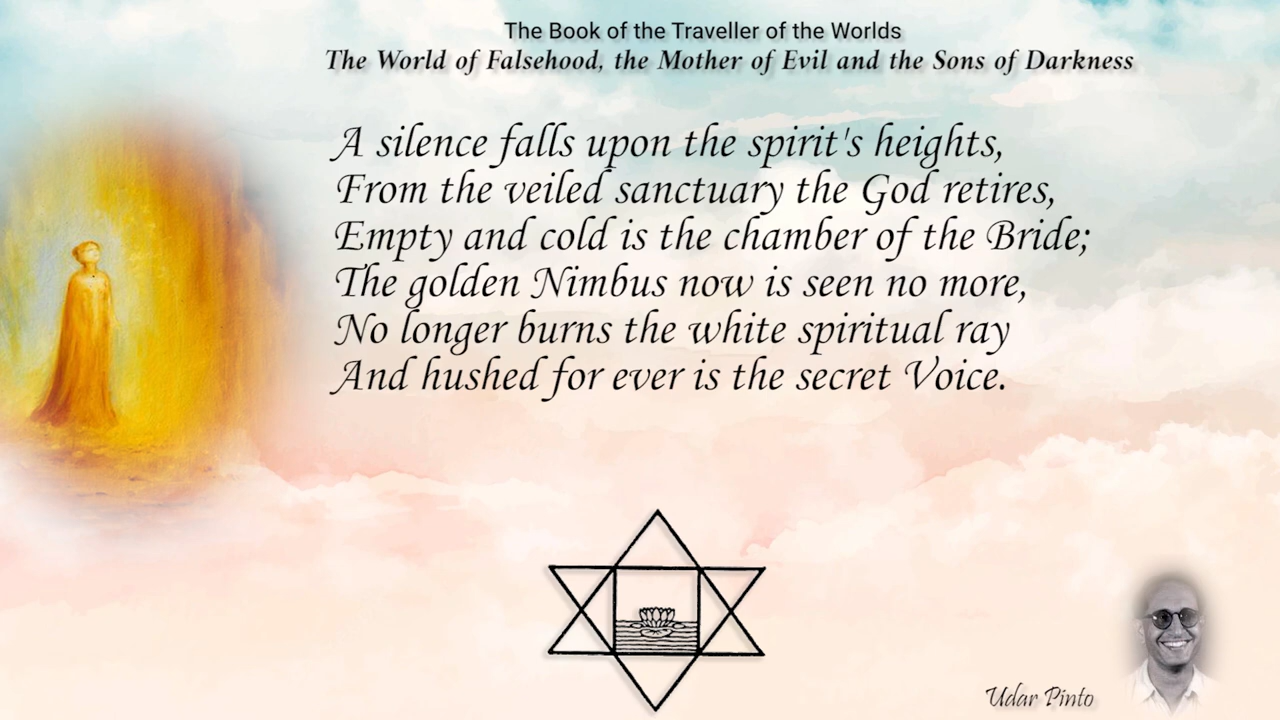 The Book of the Traveller of the Worlds
The World of Falsehood, the Mother of Evil and the Sons of Darkness
A silence falls upon the spirit's heights,
From the veiled sanctuary the God retires,
Empty and cold is the chamber of the Bride;
The golden Nimbus now is seen no more,
No longer burns the white spiritual ray
And hushed for ever is the secret Voice.
Udar Pinto